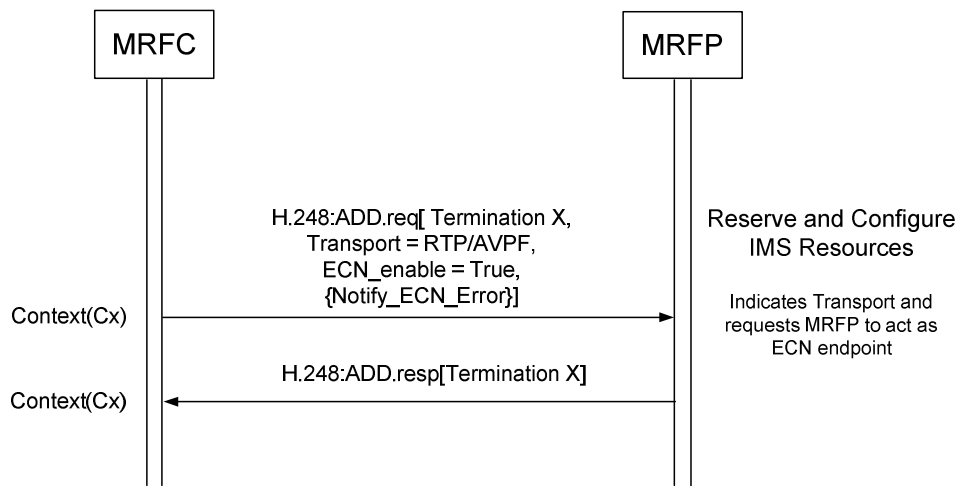 MRFC
MRFP
H.248:ADD.req[ Termination X,
Transport = RTP/AVPF,
ECN_enable = True,
{Notify_ECN_Error}]
Reserve and Configure
IMS Resources
Indicates Transport and
requests MRFP to act as
ECN endpoint
Context(Cx)
H.248:ADD.resp[Termination X]
Context(Cx)